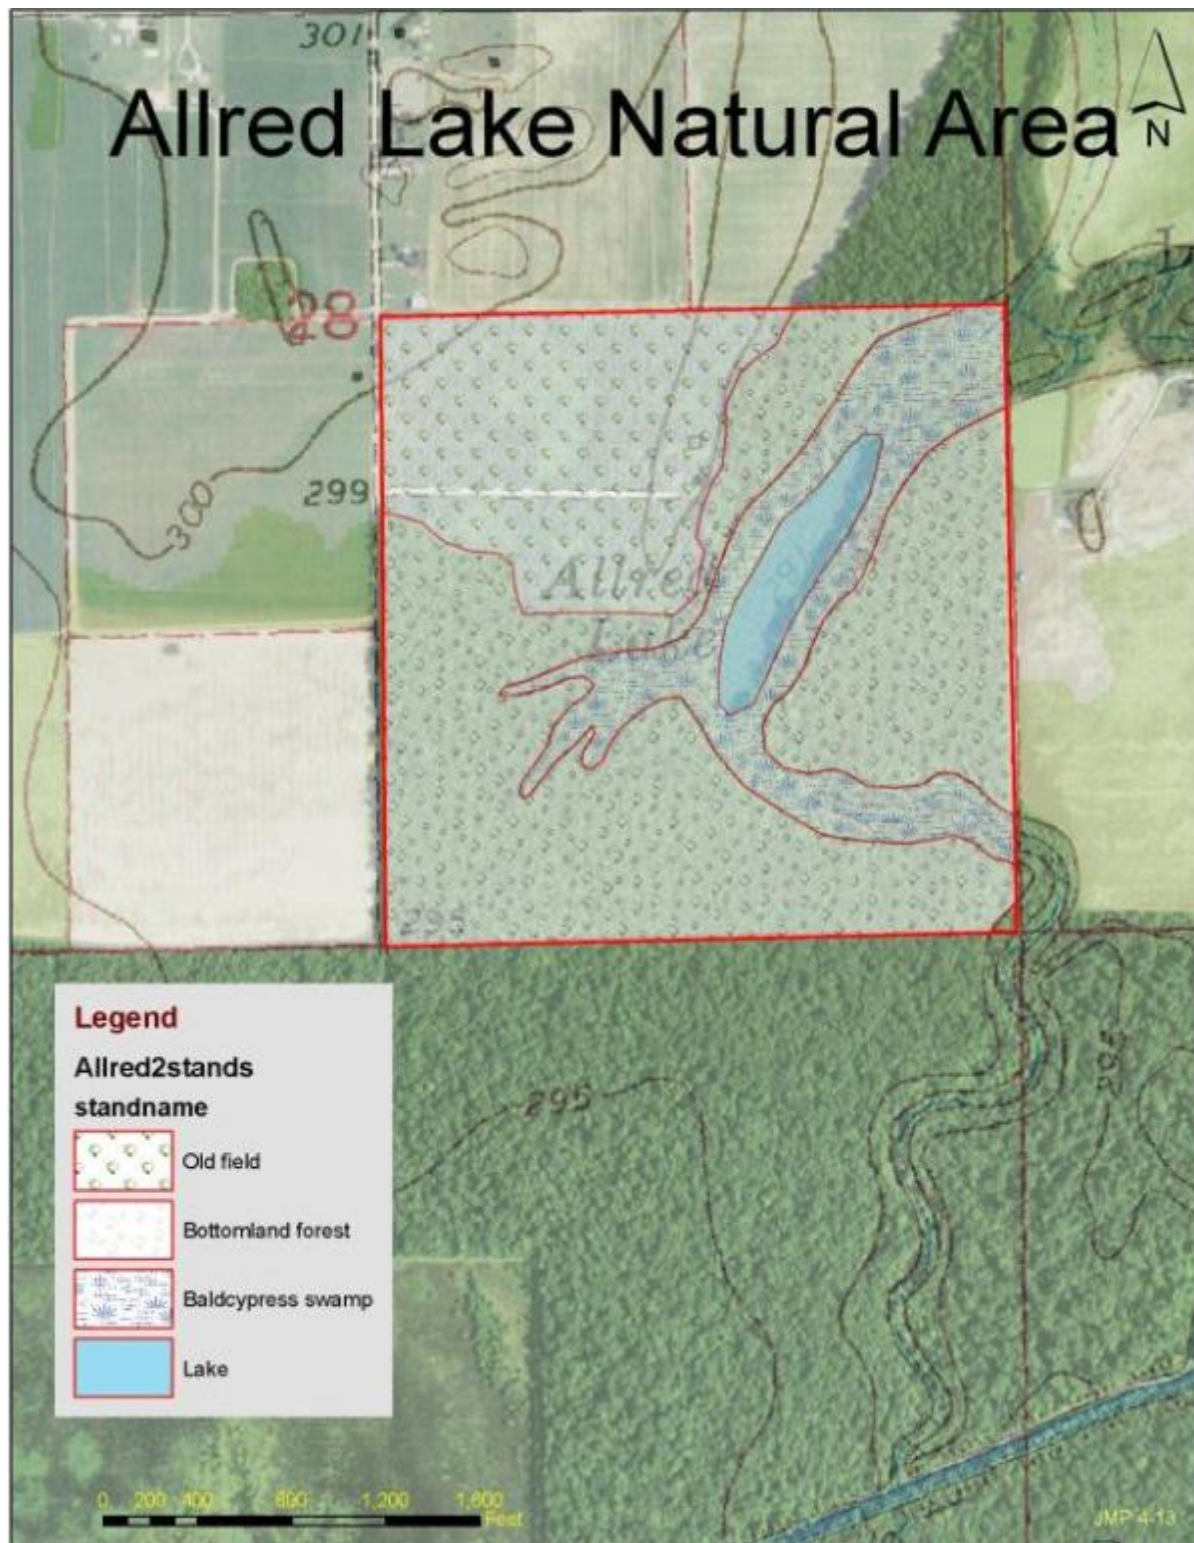 301
Allred Lake Natural Area
N
L
28
299
300
Allred
Lake
295
Legend
Allred2stands
standname
Old field
Bottomland forest
Baldcypress swamp
Lake
295
0 200 400 800 1,200 1,600
Feet
JMP 4-13